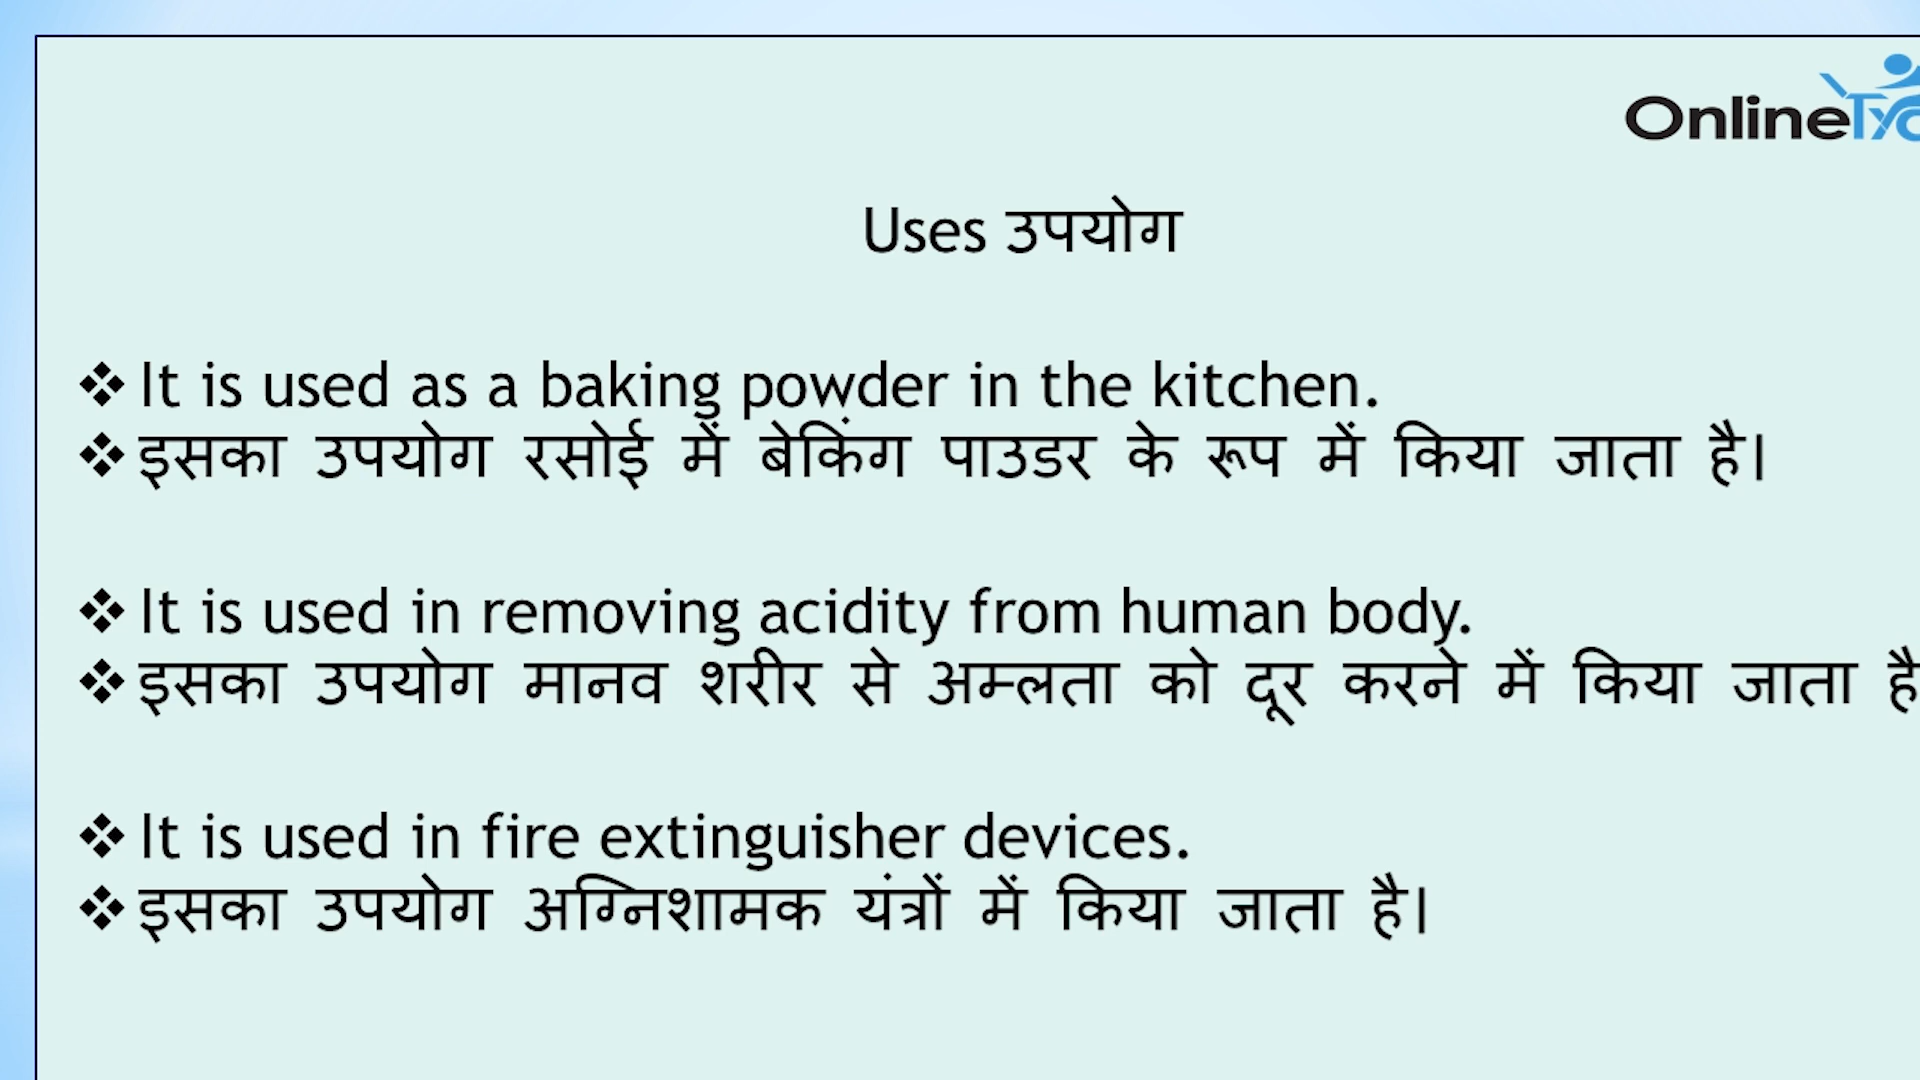 Online
Uses उपयोग
❖ It is used as a baking powder in the kitchen.
❖ इसका उपयोग रसोई में बेकिंग पाउडर के रूप में किया जाता है।
❖ It is used in removing acidity from human body.
❖ इसका उपयोग मानव शरीर से अम्लता को दूर करने में किया जाता है
❖ It is used in fire extinguisher devices.
❖ इसका उपयोग अग्निशामक यंत्रों में किया जाता है।